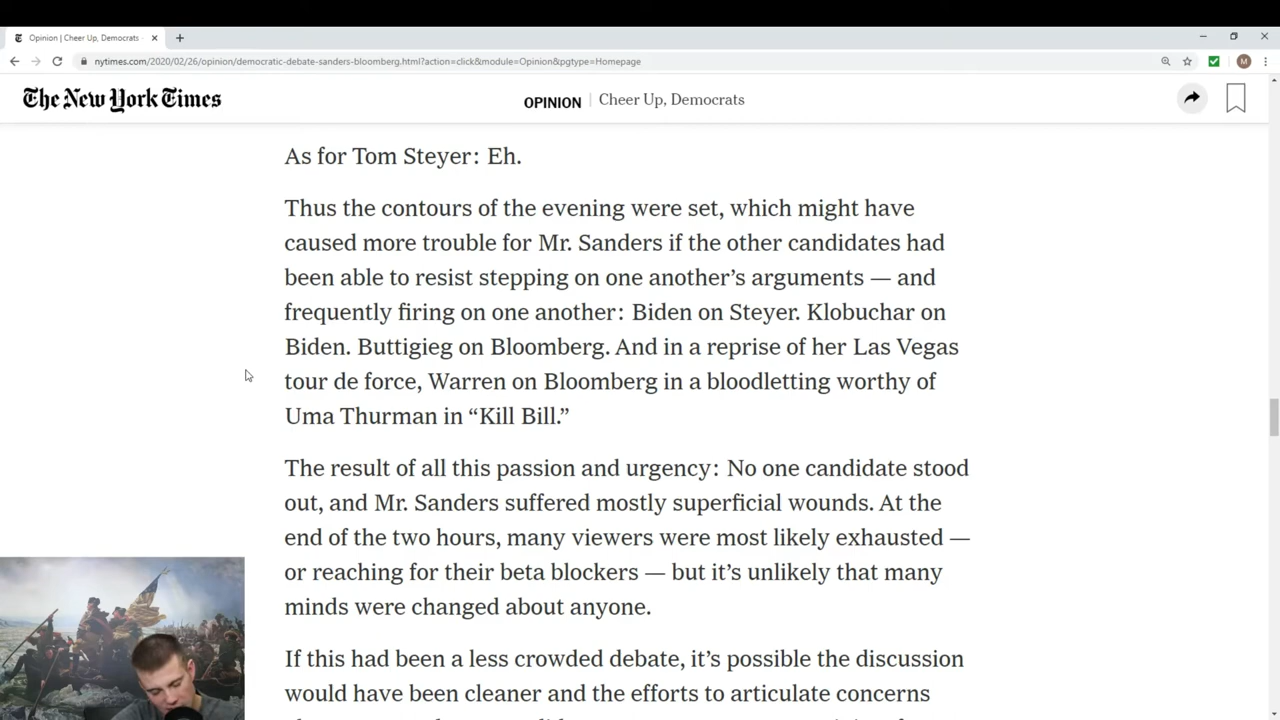 Opinion | Cheer Up, Democrats
nytimes.com/2020/02/26/opinion/democratic-debate-sanders-bloomberg.html?action=click&module=Opinion&pgtype=Homepage
M
The New York Times
OPINION | Cheer Up, Democrats
As for Tom Steyer: Eh.
Thus the contours of the evening were set, which might have
caused more trouble for Mr. Sanders if the other candidates had
been able to resist stepping on one another’s arguments — and
frequently firing on one another: Biden on Steyer. Klobuchar on
Biden. Buttigieg on Bloomberg. And in a reprise of her Las Vegas
tour de force, Warren on Bloomberg in a bloodletting worthy of
Uma Thurman in “Kill Bill.”
The result of all this passion and urgency: No one candidate stood
out, and Mr. Sanders suffered mostly superficial wounds. At the
end of the two hours, many viewers were most likely exhausted —
or reaching for their beta blockers — but it’s unlikely that many
minds were changed about anyone.
If this had been a less crowded debate, it’s possible the discussion
would have been cleaner and the efforts to articulate concerns